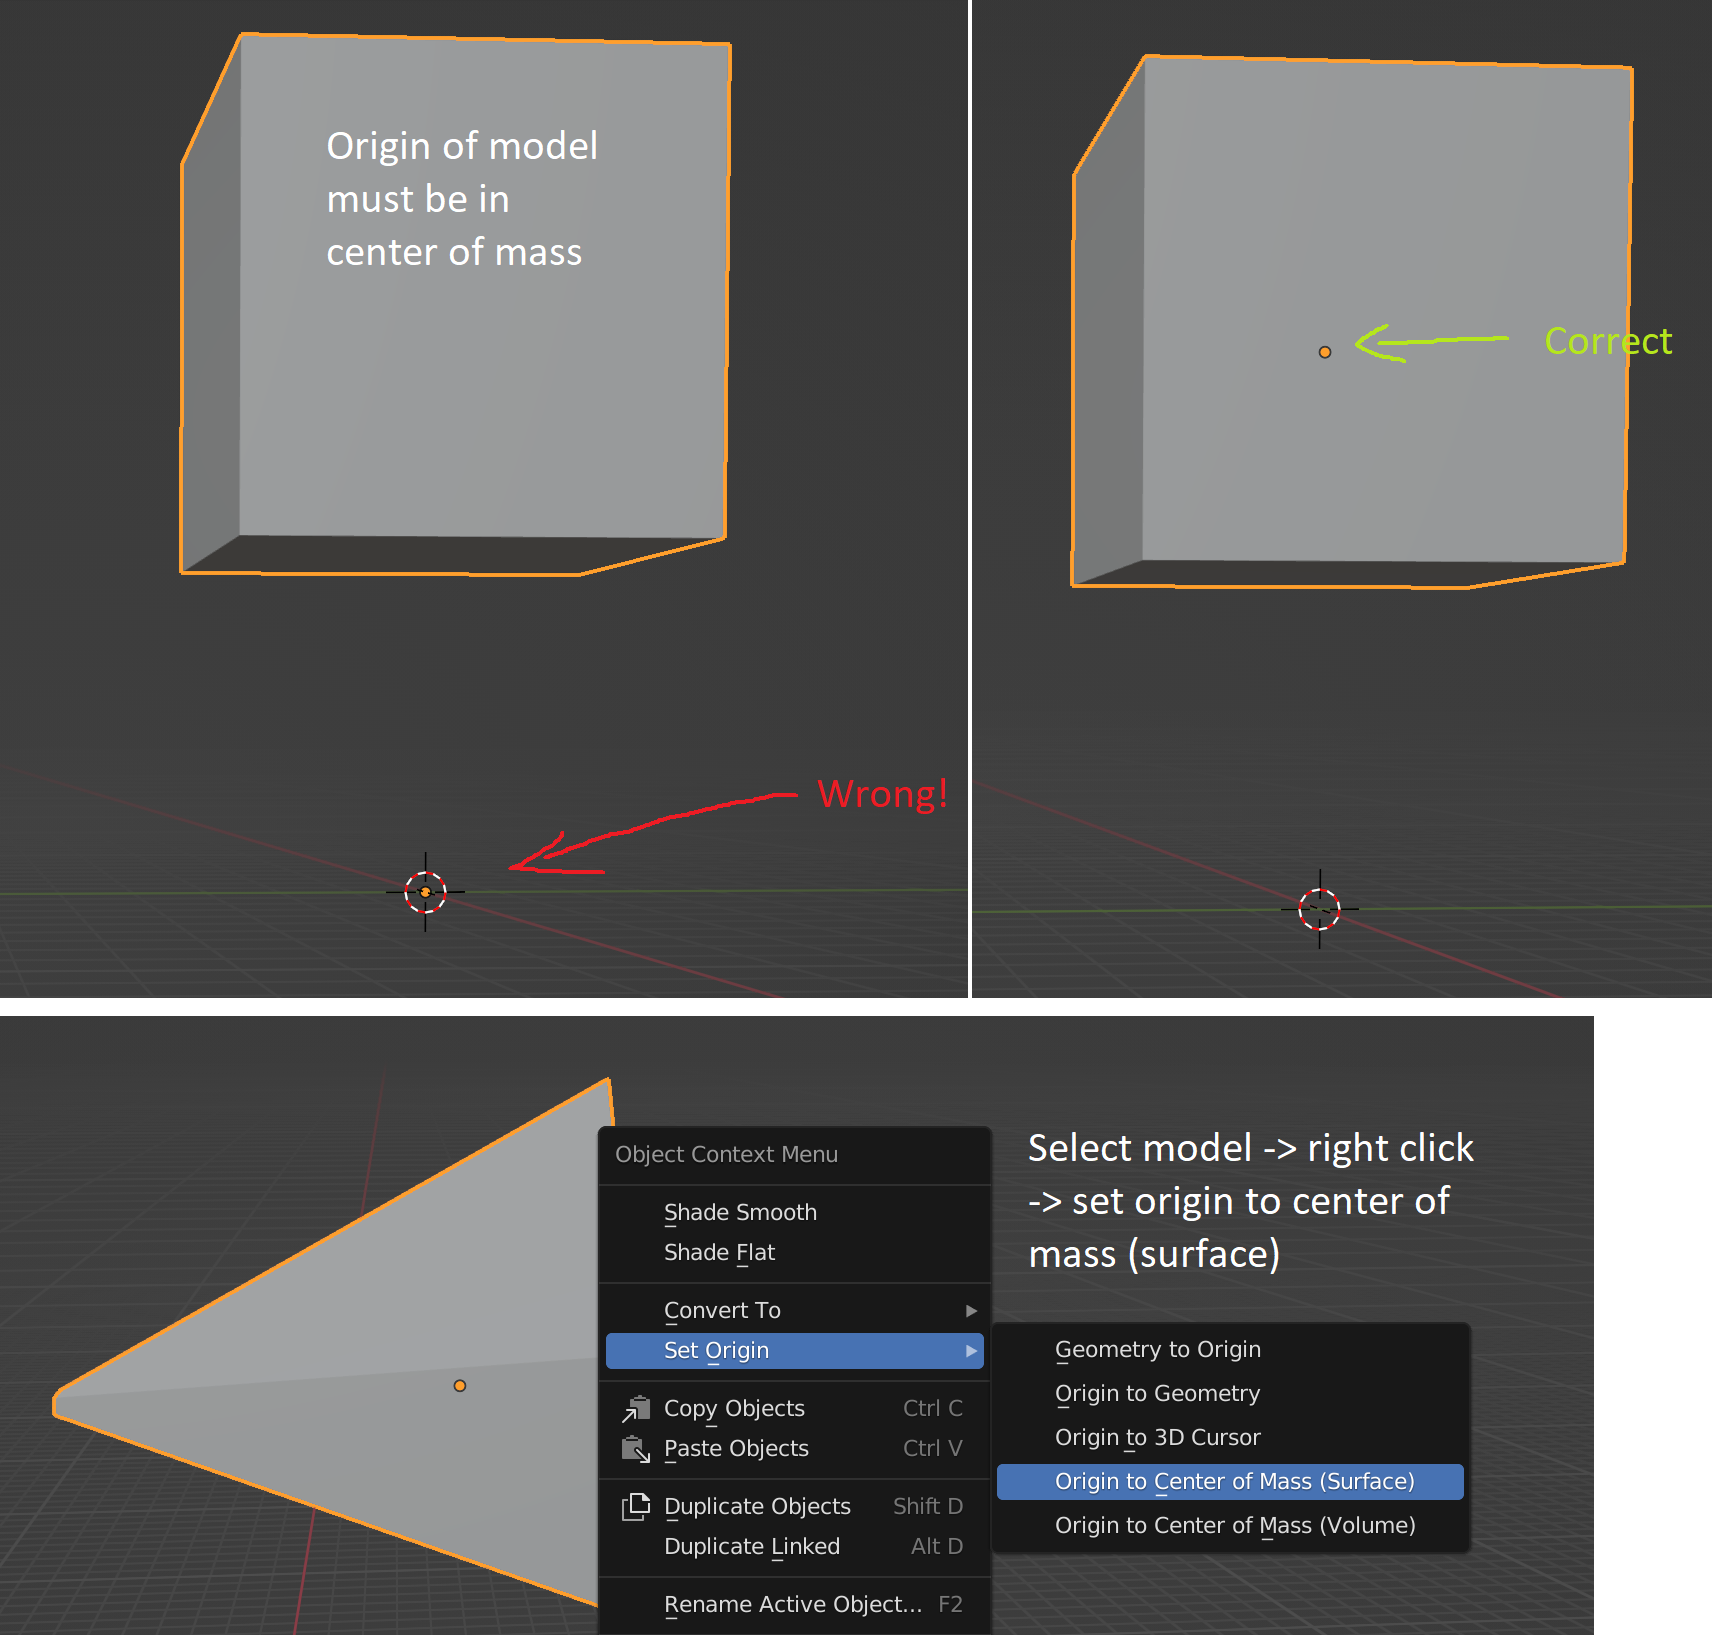 Origin of model
must be in
center of mass
Correct
Wrong!
Object Context Menu
Shade Smooth
Shade Flat
Convert To
Set Origin
Copy Objects Ctrl C
Paste Objects Ctrl V
Duplicate Objects Shift D
Duplicate Linked Alt D
Rename Active Object... F2
Select model -> right click
-> set origin to center of
mass (surface)
Geometry to Origin
Origin to Geometry
Origin to 3D Cursor
Origin to Center of Mass (Surface)
Origin to Center of Mass (Volume)